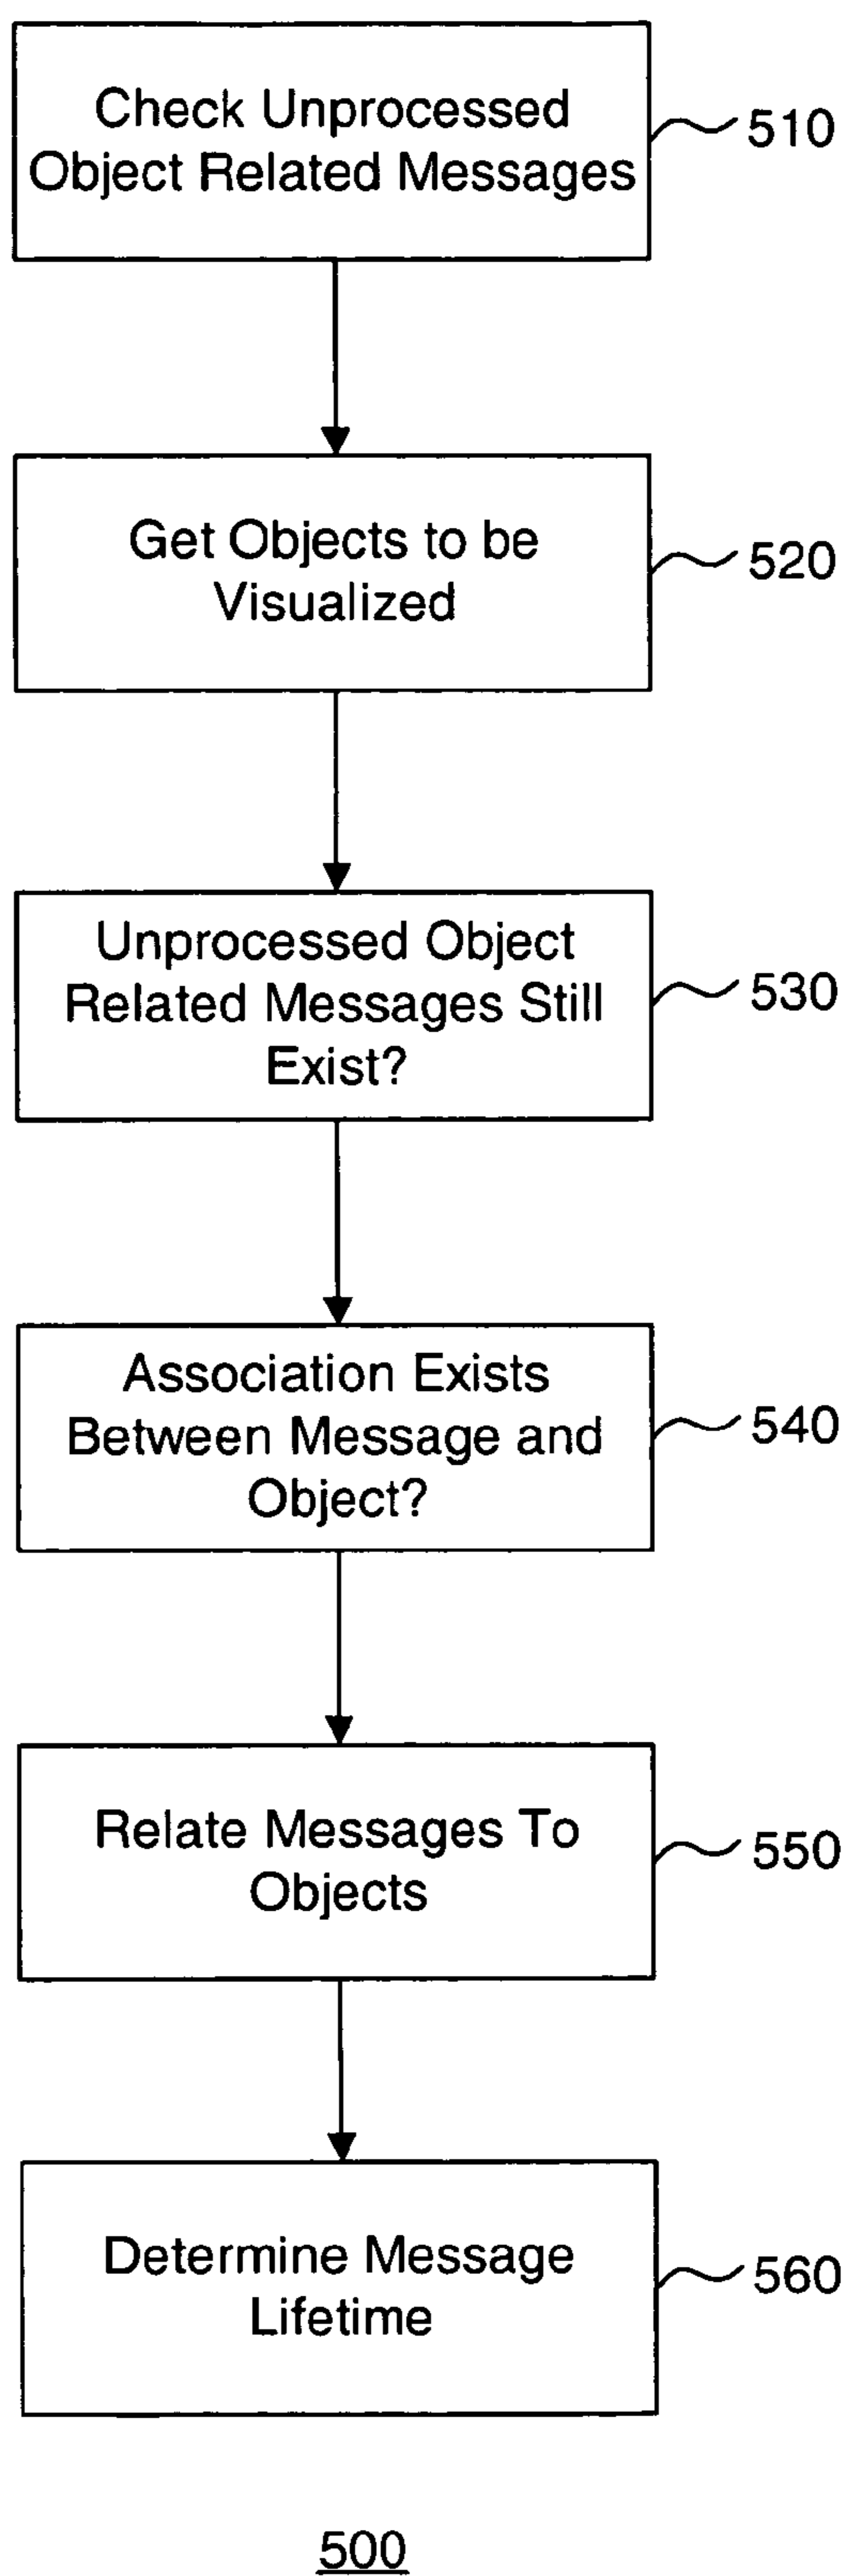 Check Unprocessed
Object Related Messages
510
Get Objects to be
Visualized
520
Unprocessed Object
Related Messages Still
Exist?
530
Association Exists
Between Message and
Object?
540
Relate Messages To
Objects
550
Determine Message
Lifetime
560
500